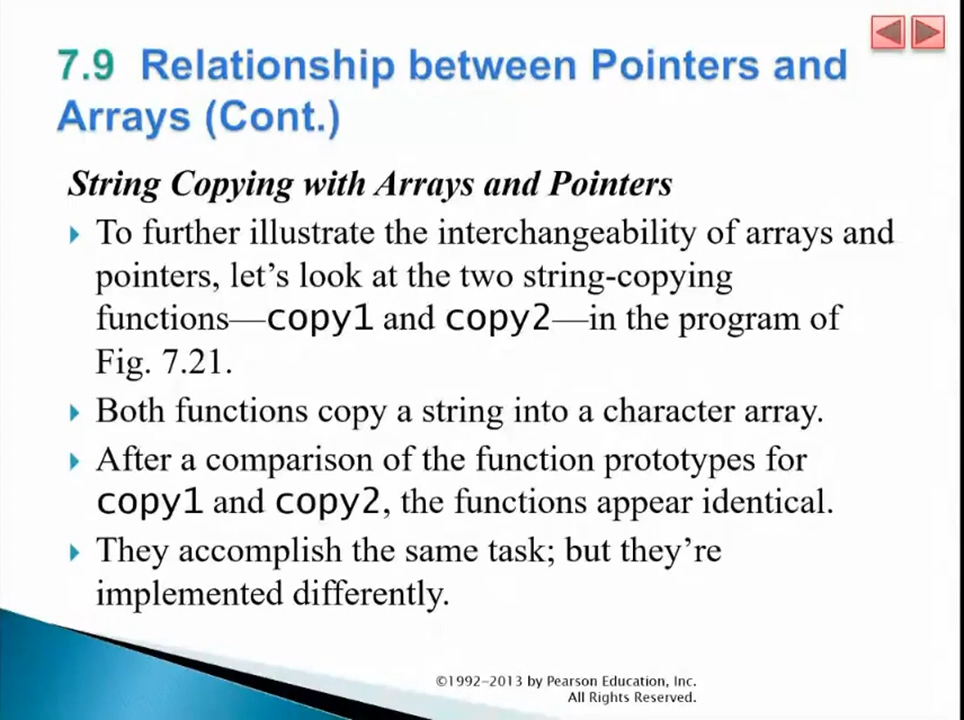 7.9 Relationship between Pointers and
Arrays (Cont.)
String Copying with Arrays and Pointers
To further illustrate the interchangeability of arrays and
pointers, let’s look at the two string-copying
functions—copy1 and copy2—in the program of
Fig. 7.21.
Both functions copy a string into a character array.
After a comparison of the function prototypes for
copy1 and copy2, the functions appear identical.
They accomplish the same task; but they’re
implemented differently.
©1992–2013 by Pearson Education, Inc.
All Rights Reserved.